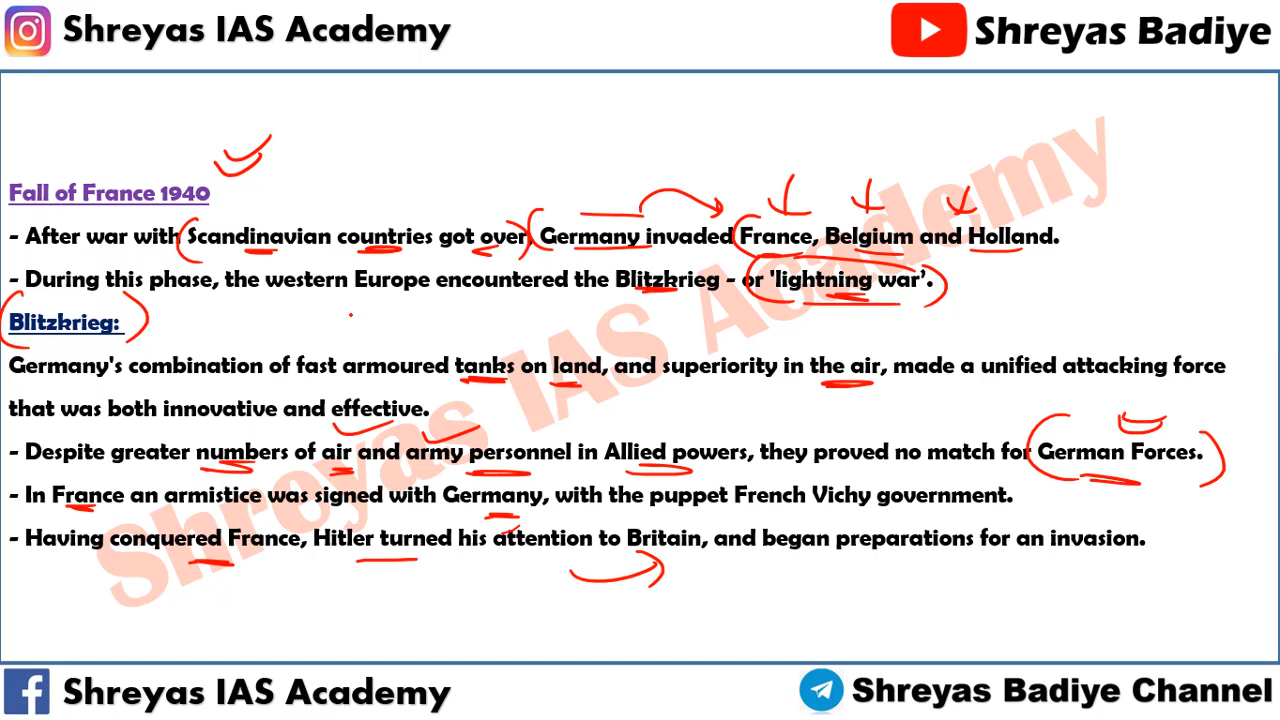 Shreyas IAS Academy
Shreyas Badiye
Fall of France 1940
- After war with Scandinavian countries got over, Germany invaded France, Belgium and Holland.
- During this phase, the western Europe encountered the Blitzkrieg - or 'lightning war'.
Blitzkrieg:
Germany's combination of fast armoured tanks on land, and superiority in the air, made a unified attacking force
that was both innovative and effective.
- Despite greater numbers of air and army personnel in Allied powers, they proved no match for German Forces.
- In France an armistice was signed with Germany, with the puppet French Vichy government.
- Having conquered France, Hitler turned his attention to Britain, and began preparations for an invasion.
Shreyas IAS Academy
Shreyas IAS Academy
Shreyas Badiye Channel